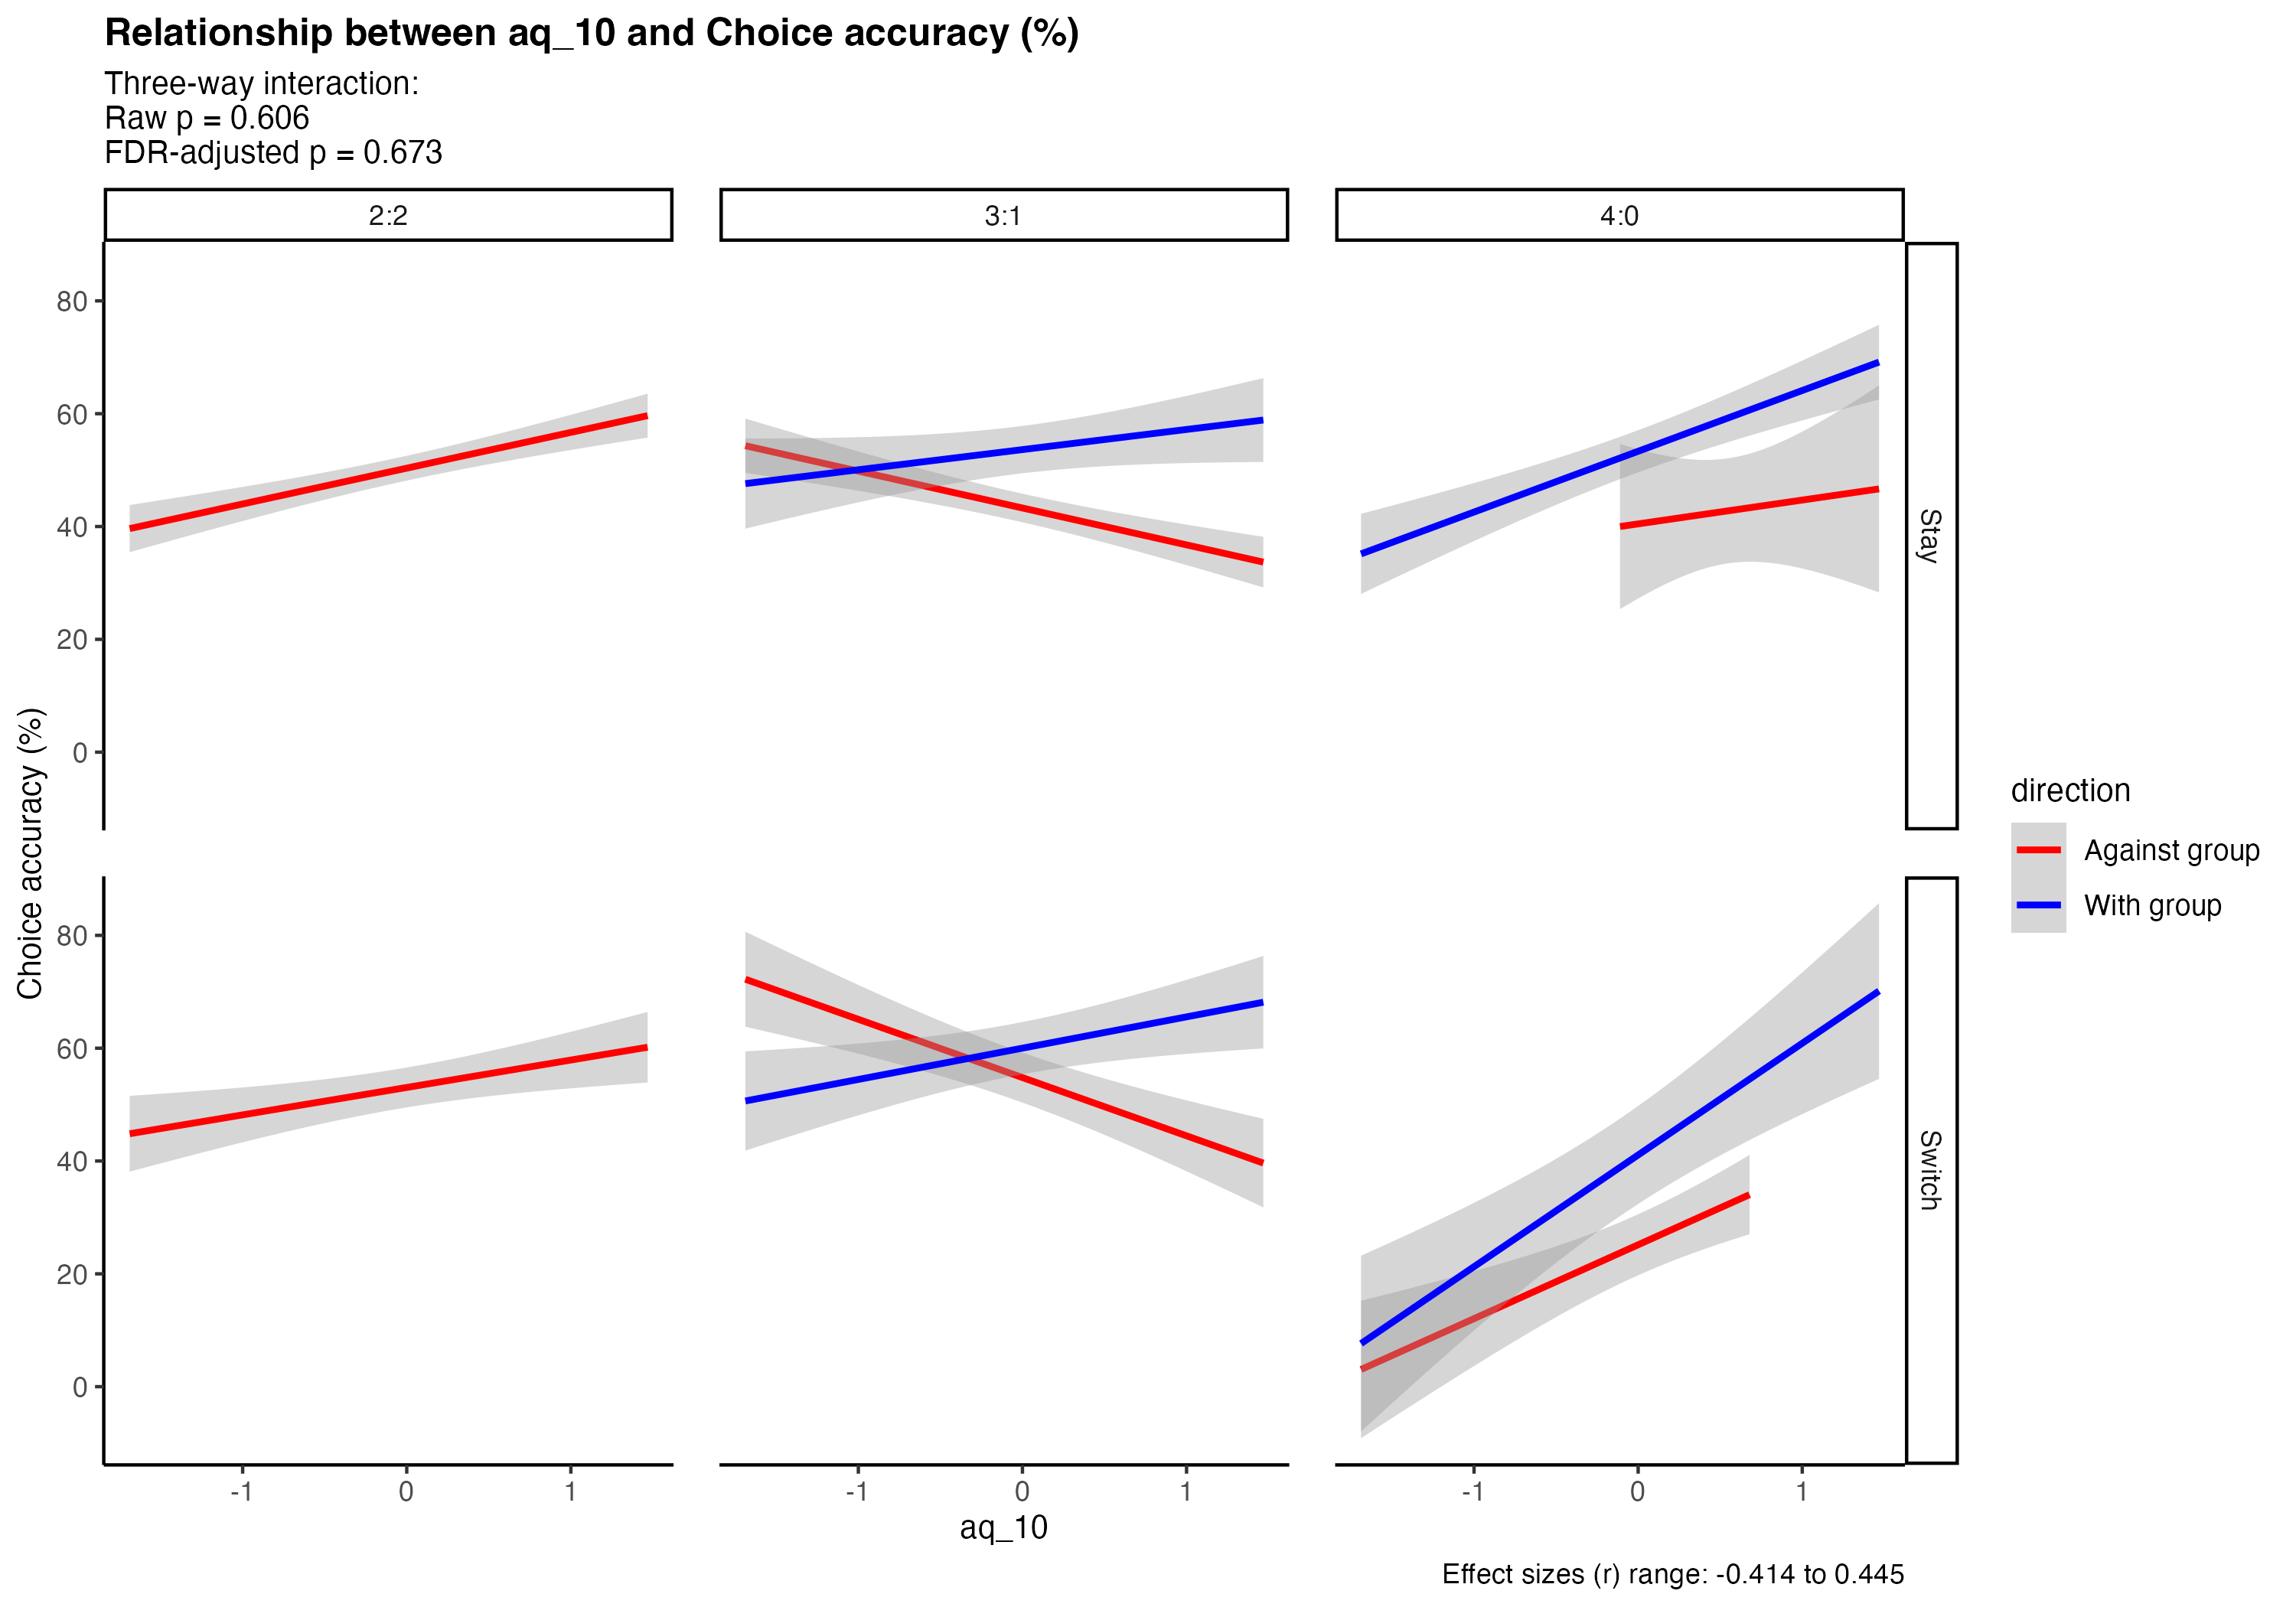 Relationship between aq_10 and Choice accuracy (%)
Three-way interaction:
Raw p = 0.606
FDR-adjusted p = 0.673
2:2
3:1
4:0
80
60
40
20
0
Stay
Choice accuracy (%)
direction
Against group
With group
80
60
40
20
0
Switch
-1
0
1
-1
0
1
-1
0
1
aq_10
Effect sizes (r) range: -0.414 to 0.445